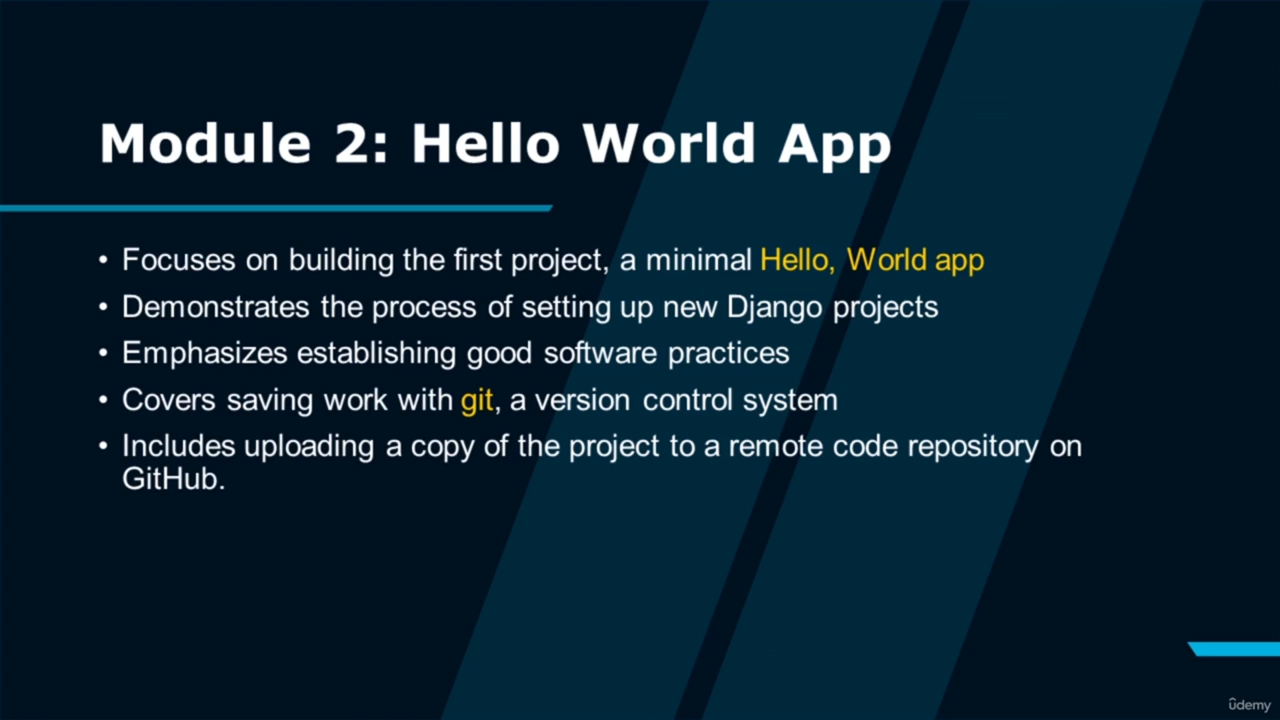 Module 2: Hello World App
• Focuses on building the first project, a minimal Hello, World app
• Demonstrates the process of setting up new Django projects
• Emphasizes establishing good software practices
• Covers saving work with git, a version control system
• Includes uploading a copy of the project to a remote code repository on
GitHub.
ûdemy